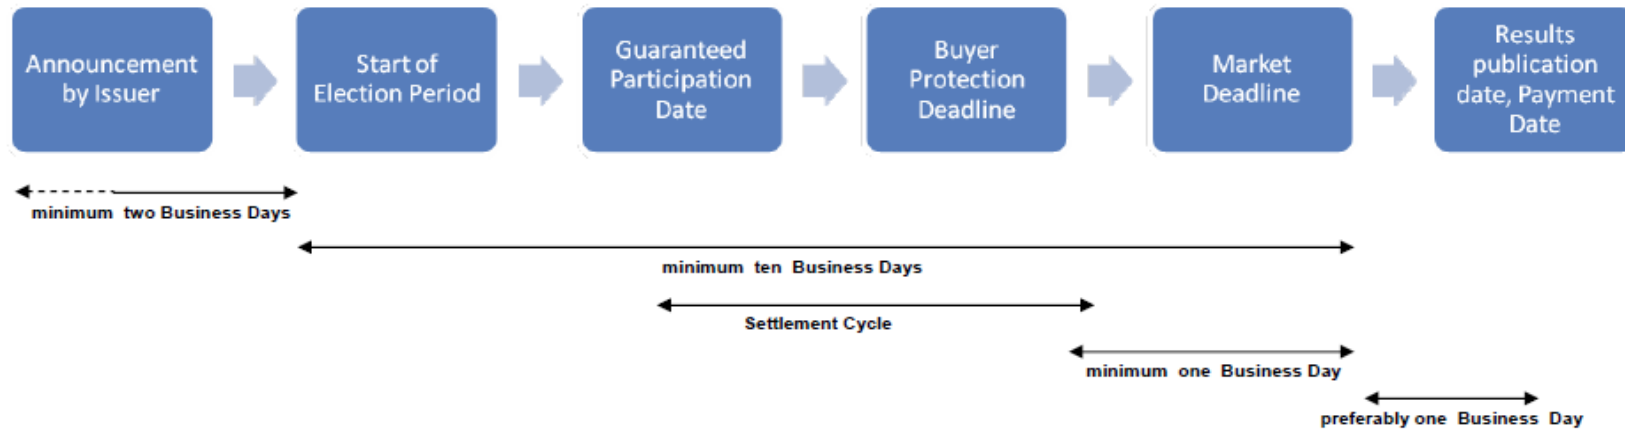 Announcement
by Issuer
Start of
Election Period
Guaranteed
Participation
Date
Buyer
Protection
Deadline
Market
Deadline
Results
publication
date, Payment
Date
minimum two Business Days
minimum ten Business Days
Settlement Cycle
minimum one Business Day
preferably one Business Day